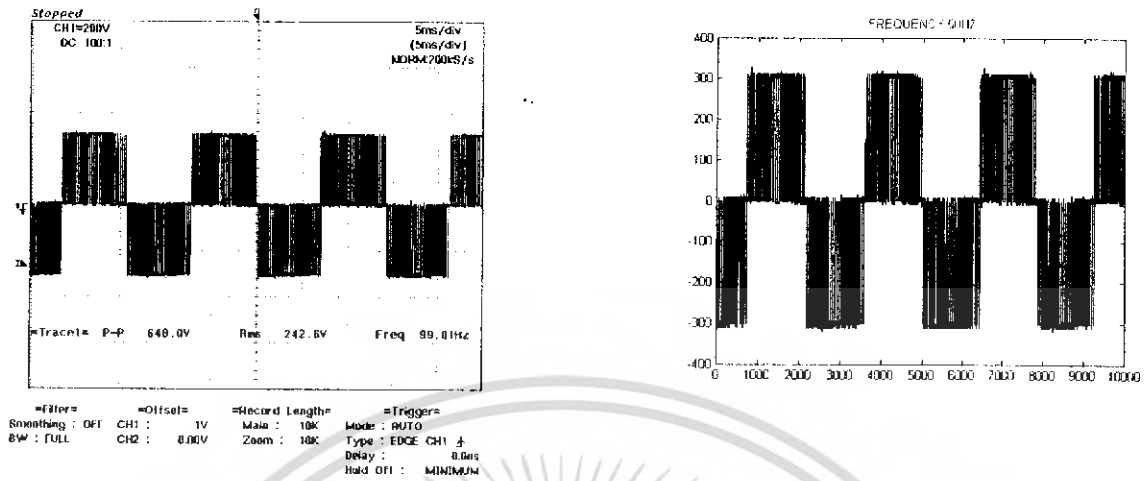 Stopped
CH1=200V
DC 100:1
5ms/div
(5ms/div)
NORM:200kS/s
=Trace1= P-P 640.0V Rms 242.6V Freq 99.01Hz
=Filter= =Offset= =Record Length= =Trigger=
Smoothing : OFF CH1 : 1V Main : 10K Mode : AUTO
BW : FULL CH2 : 0.00V Zoom : 10K Type : EDGE CH1
Delay : 0.0ns
Hold Off : MINIMUM
FREQUENCY
400
300
200
100
0
-100
-200
-300
-400
0 1000 2000 3000 4000 5000 6000 7000 8000 9000 10000